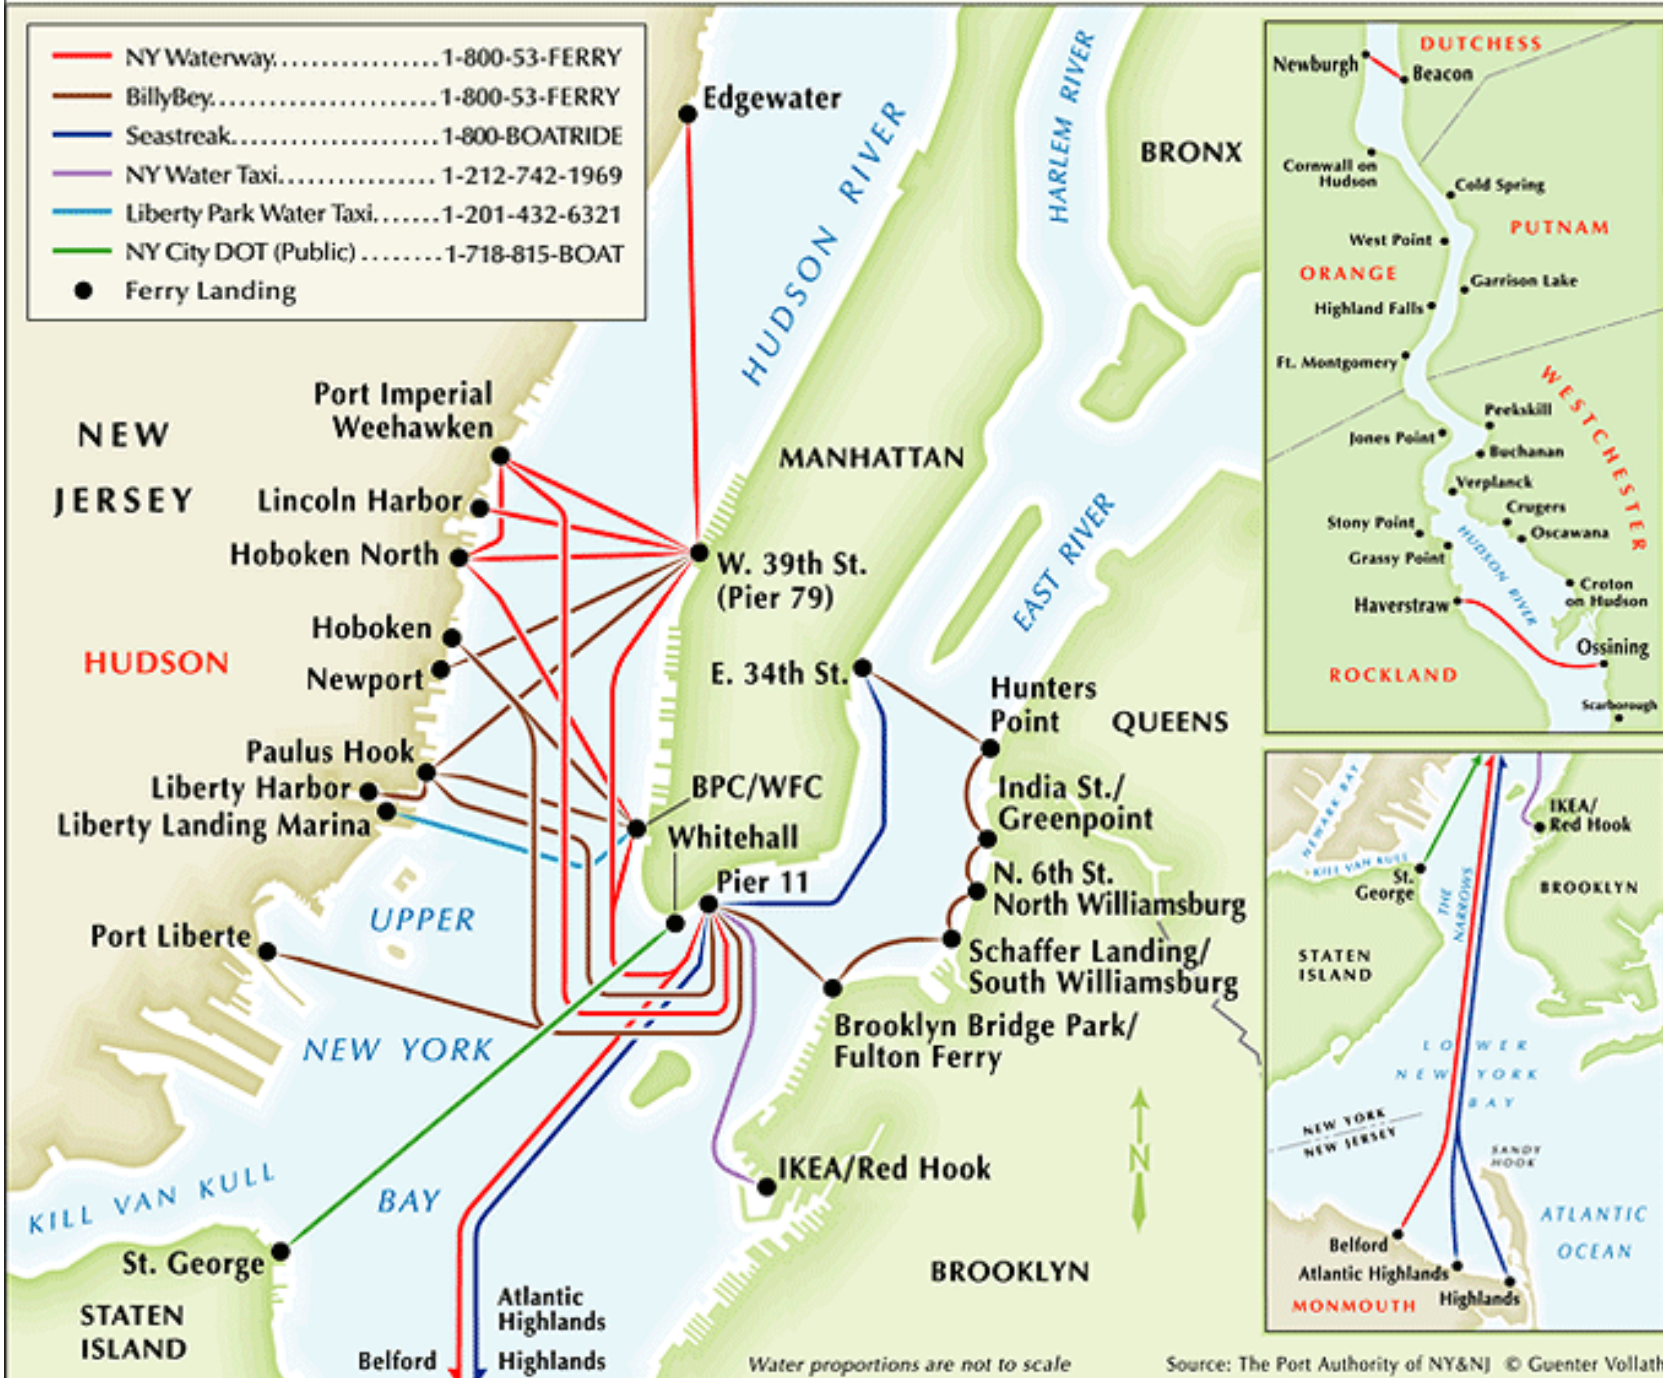 NY Waterway................1-800-53-FERRY
BillyBey......................1-800-53-FERRY
Seastreak....................1-800-BOATRIDE
NY Water Taxi...............1-212-742-1969
Liberty Park Water Taxi.......1-201-432-6321
NY City DOT (Public)........1-718-815-BOAT
Ferry Landing
Edgewater
HUDSON RIVER
HARLEM RIVER
BRONX
Port Imperial
Weehawken
NEW
JERSEY
Lincoln Harbor
Hoboken North
MANHATTAN
W. 39th St.
(Pier 79)
EAST RIVER
Hoboken
HUDSON
Newport
E. 34th St.
Hunters
Point
QUEENS
Paulus Hook
Liberty Harbor
Liberty Landing Marina
BPC/WFC
Whitehall
India St./
Greenpoint
Pier 11
N. 6th St.
North Williamsburg
UPPER
Port Liberte
Schaffer Landing/
South Williamsburg
NEW YORK
Brooklyn Bridge Park/
Fulton Ferry
N
IKEA/Red Hook
KILL VAN KULL
BAY
St. George
STATEN
ISLAND
BROOKLYN
Atlantic
Highlands
Belford
Highlands
Water proportions are not to scale
Source: The Port Authority of NY&NJ © Guenter Vollath
DUTCHESS
Newburgh
Beacon
Cornwall on
Hudson
Cold Spring
West Point
PUTNAM
ORANGE
Garrison Lake
Highland Falls
Ft. Montgomery
WESTCHESTER
Peekskill
Jones Point
Buchanan
Verplanck
Crugers
Stony Point
Oscawana
Grassy Point
HUDSON RIVER
Croton
on Hudson
Haverstraw
Ossining
ROCKLAND
Scarborough
NEWARK BAY
IKEA/
Red Hook
KILL VAN KULL
St.
George
THE
NARROWS
BROOKLYN
STATEN
ISLAND
LOWER
NEW YORK
BAY
NEW YORK
NEW JERSEY
SANDY
HOOK
ATLANTIC
OCEAN
Belford
Atlantic Highlands
MONMOUTH
Highlands